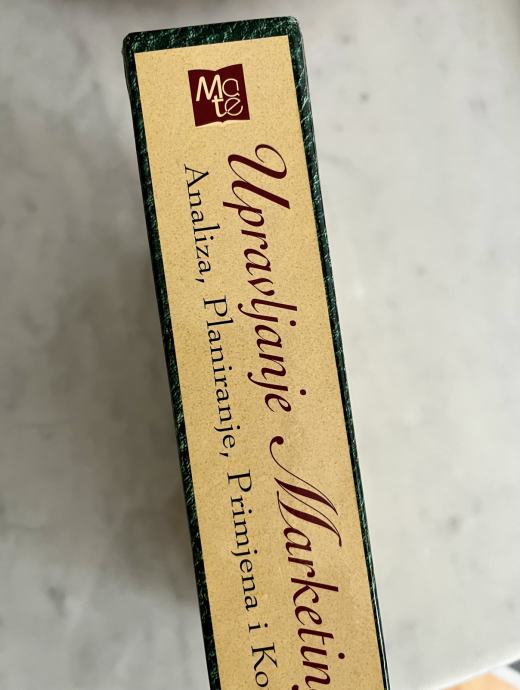 Mate
Upravljanje Marketin
Analiza, Planiranje, Primjena i Ko